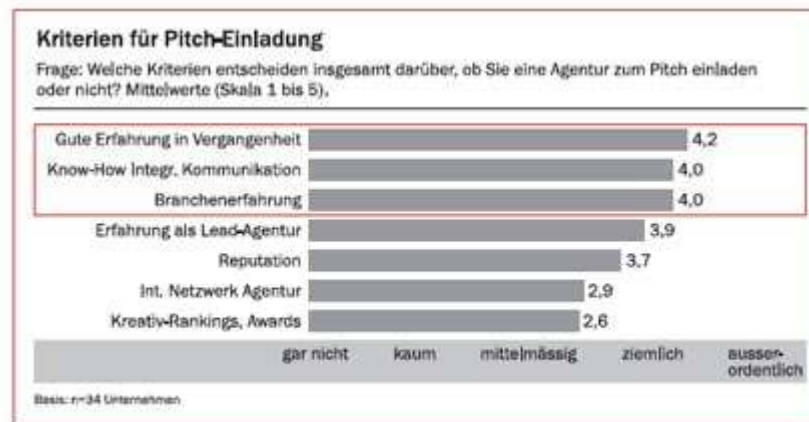 Kriterien für Pitch-Einladung
Frage: Welche Kriterien entscheiden insgesamt darüber, ob Sie eine Agentur zum Pitch einladen
oder nicht? Mittelwerte (Skala 1 bis 5),
Gute Erfahrung in Vergangenheit 4,2
Know-How Integr. Kommunikation 4,0
Branchenerfahrung 4,0
Erfahrung als Lead-Agentur 3,9
Reputation 3,7
Int. Netzwerk Agentur 2,9
Kreativ-Rankings, Awards 2,6
gar nicht kaum mittelmässig ziemlich ausser-
ordentlich
Basis: n=34 Unternehmen